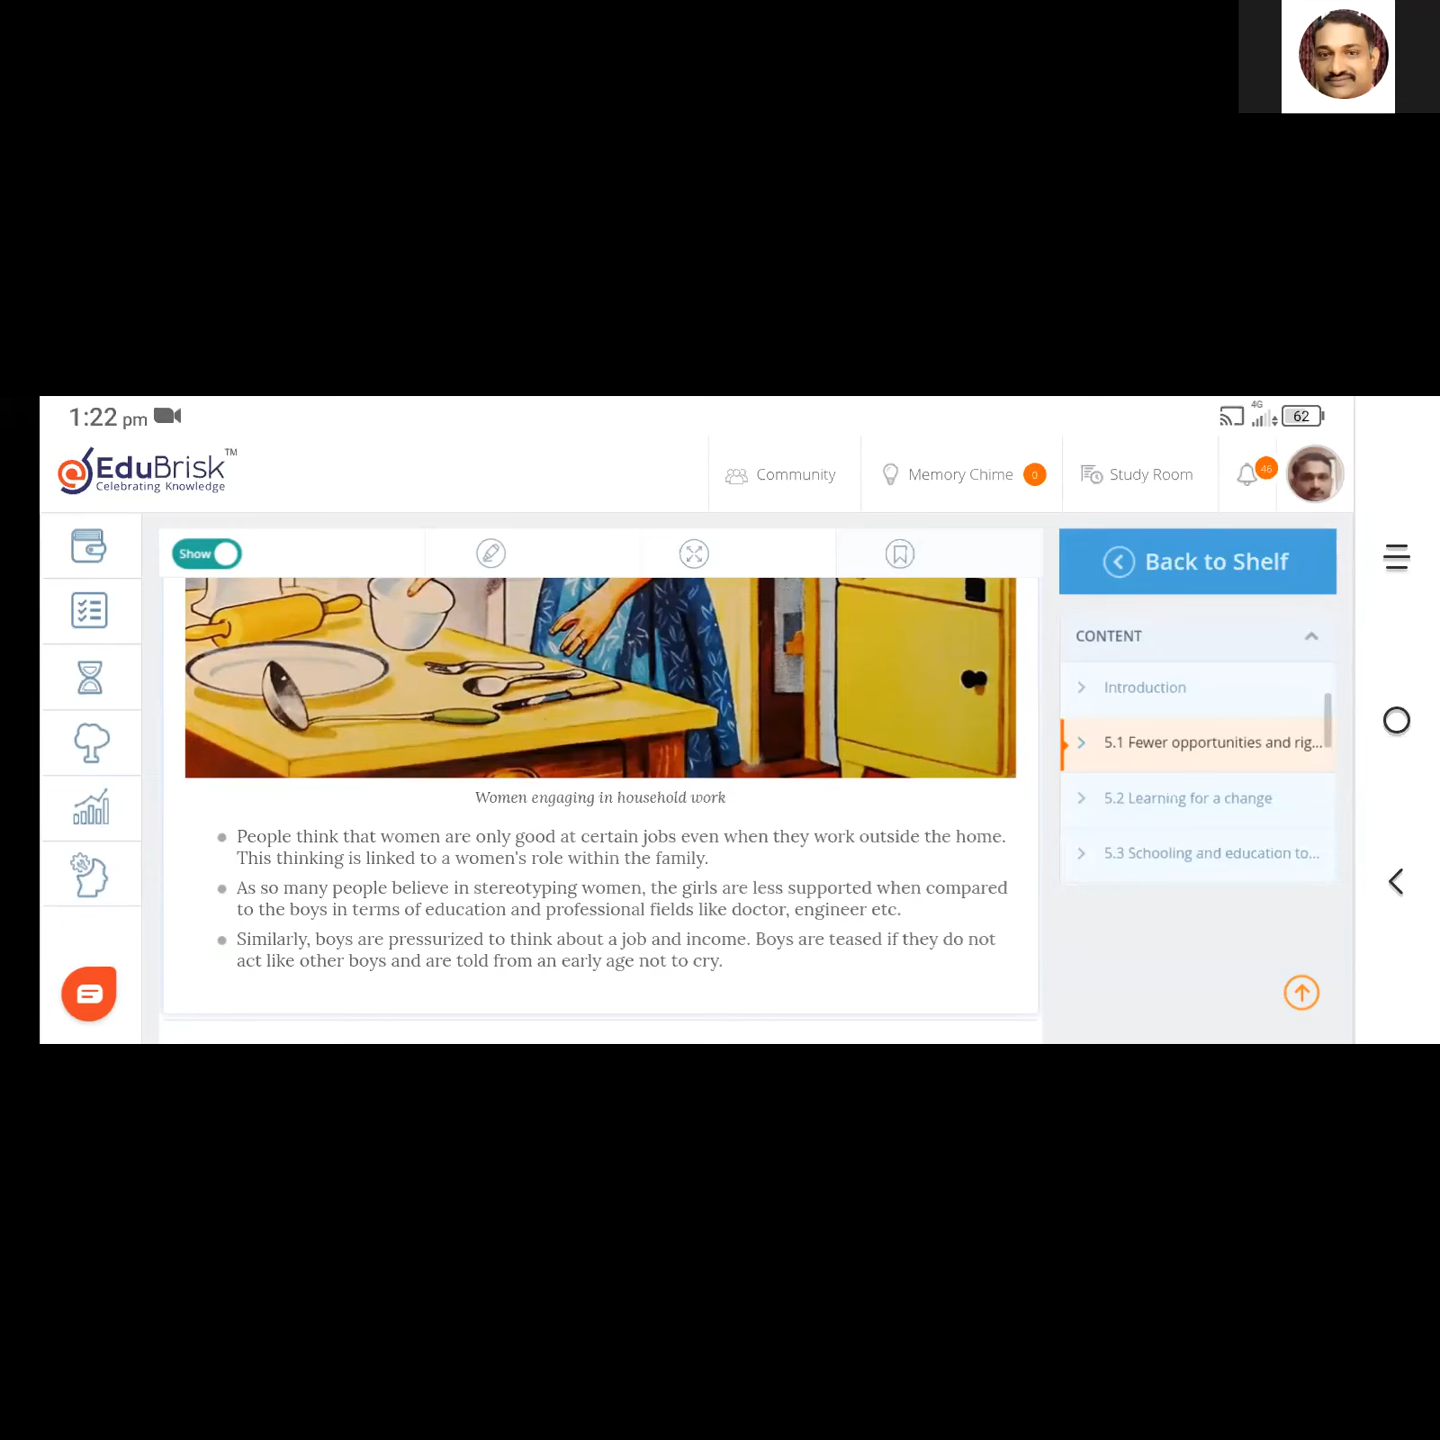 1:22 pm
4G
62
EduBrisk TM
Celebrating Knowledge
Community
Memory Chime 0
Study Room
46
Show
Back to Shelf
CONTENT
Introduction
5.1 Fewer opportunities and rig...
5.2 Learning for a change
5.3 Schooling and education to...
Women engaging in household work
People think that women are only good at certain jobs even when they work outside the home.
This thinking is linked to a women's role within the family.
As so many people believe in stereotyping women, the girls are less supported when compared
to the boys in terms of education and professional fields like doctor, engineer etc.
Similarly, boys are pressurized to think about a job and income. Boys are teased if they do not
act like other boys and are told from an early age not to cry.